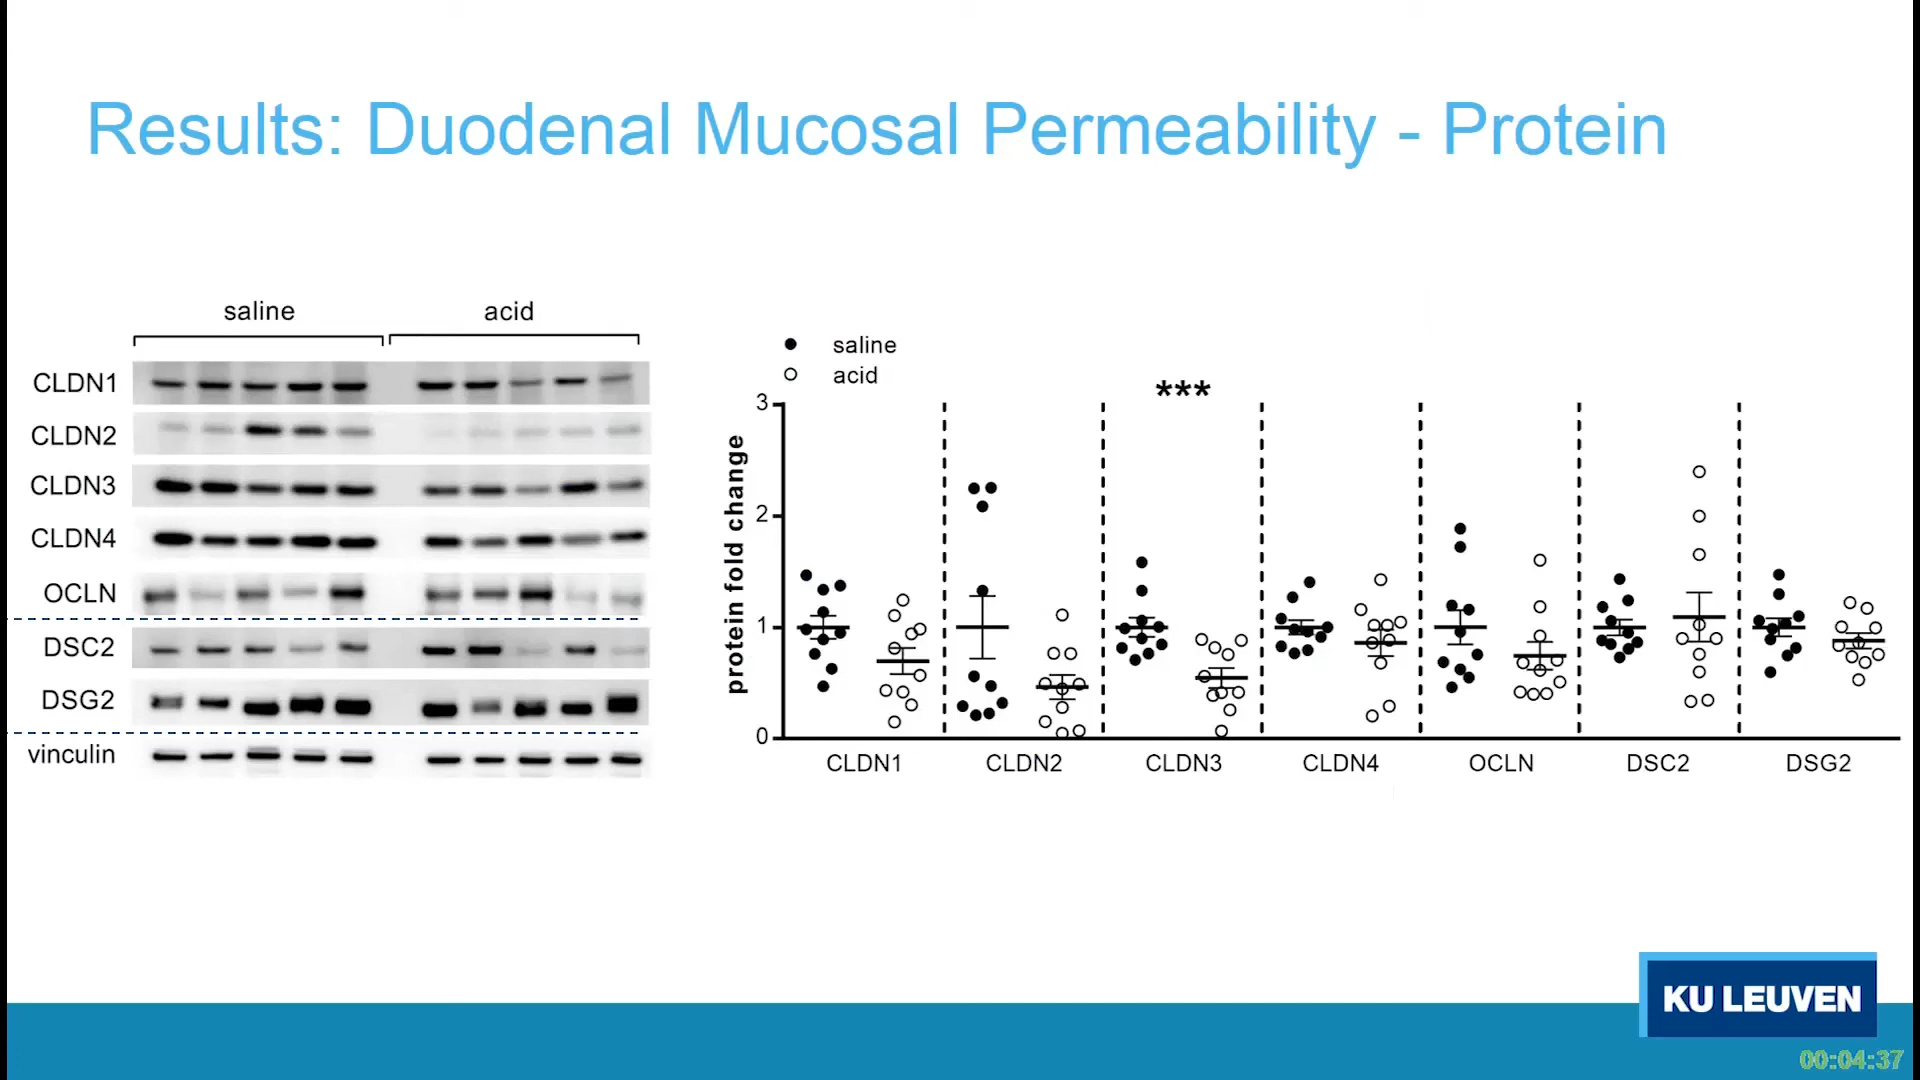 Results: Duodenal Mucosal Permeability - Protein
saline acid
CLDN1
CLDN2
CLDN3
CLDN4
OCLN
DSC2
DSG2
vinculin
saline
acid
***
protein fold change
3
2
1
0
CLDN1 CLDN2 CLDN3 CLDN4 OCLN DSC2 DSG2
KU LEUVEN
00:04:37